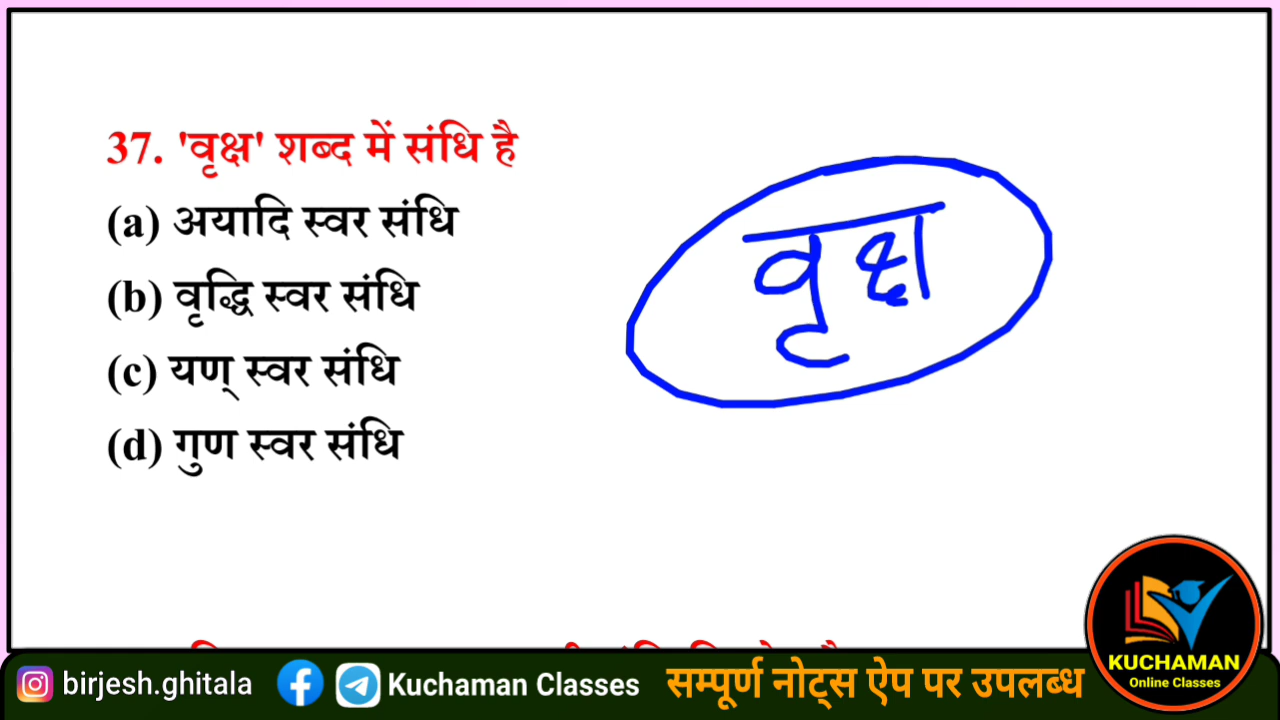 37. 'वृक्ष' शब्द में संधि है
(a) अयादि स्वर संधि
(b) वृद्धि स्वर संधि
(c) यण् स्वर संधि
(d) गुण स्वर संधि
वृक्ष
birjesh.ghitala
Kuchaman Classes
सम्पूर्ण नोट्स ऐप पर उपलब्ध
KUCHAMAN
Online Classes